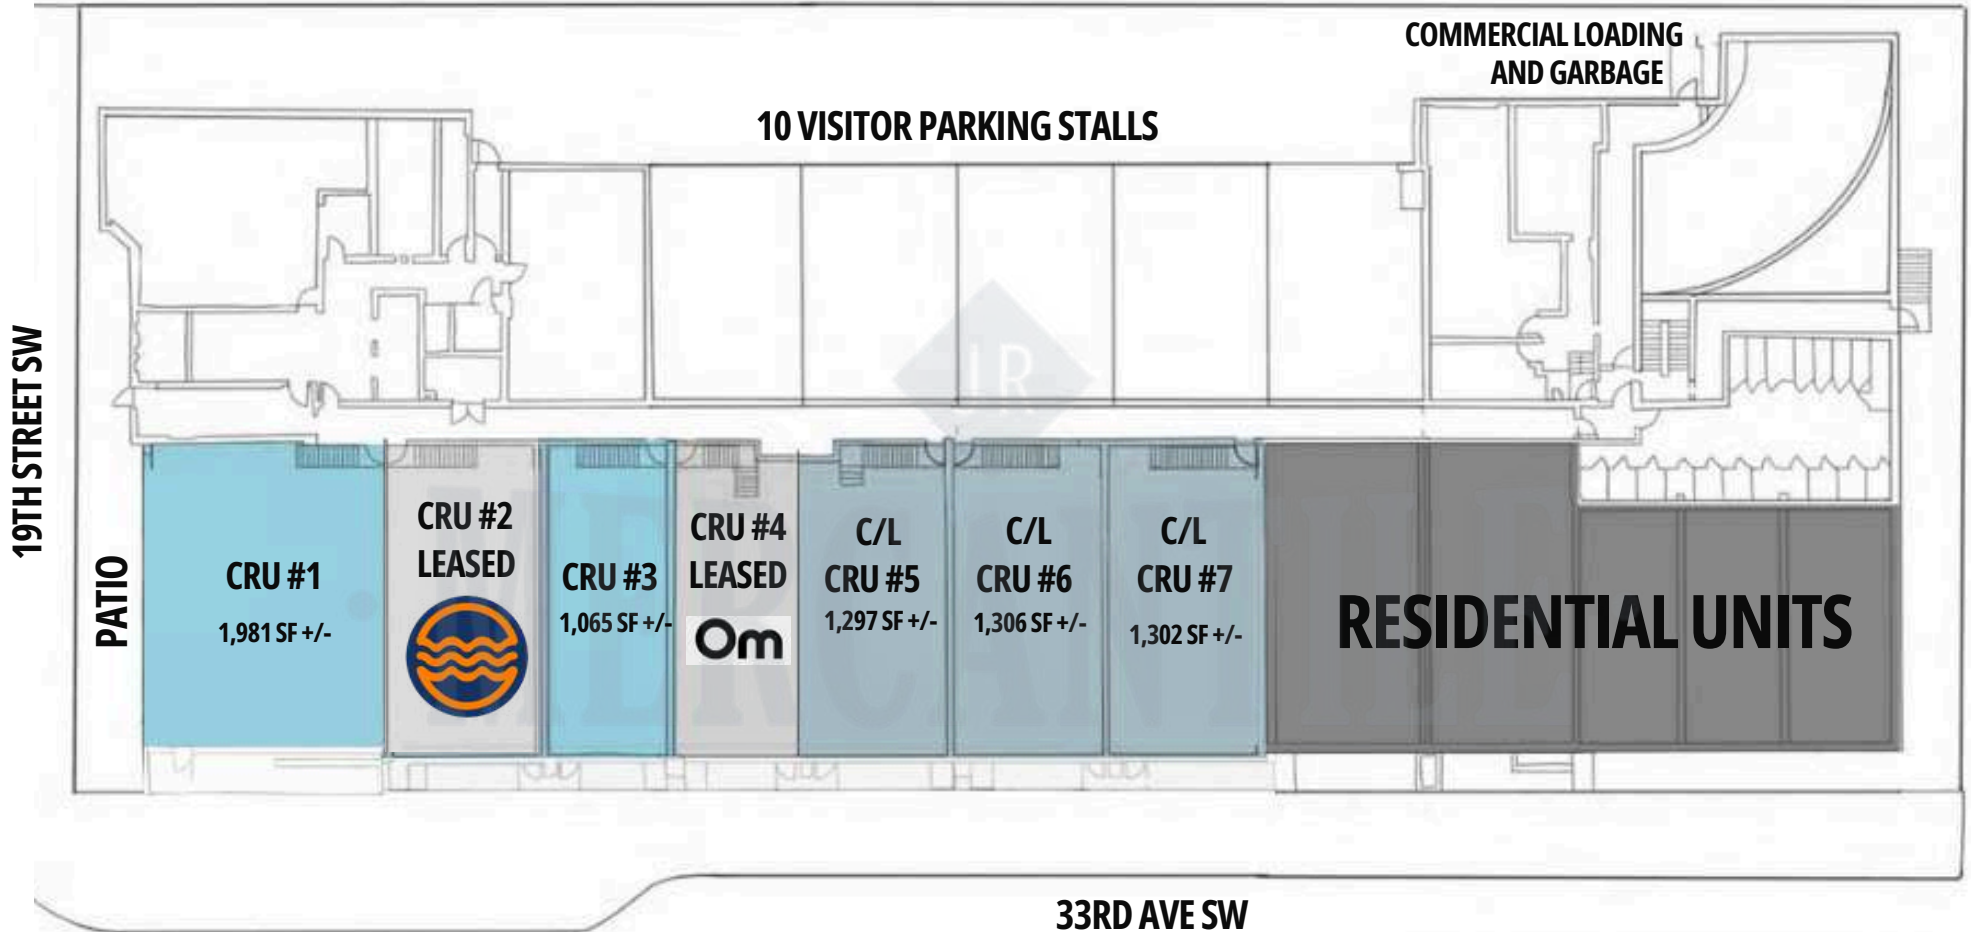 COMMERCIAL LOADING
AND GARBAGE
10 VISITOR PARKING STALLS
19TH STREET SW
PATIO
CRU #1
1,981 SF +/-
CRU #2
LEASED
CRU #3
1,065 SF +/-
CRU #4
LEASED
Om
C/L
CRU #5
1,297 SF +/-
C/L
CRU #6
1,306 SF +/-
C/L
CRU #7
1,302 SF +/-
RESIDENTIAL UNITS
33RD AVE SW